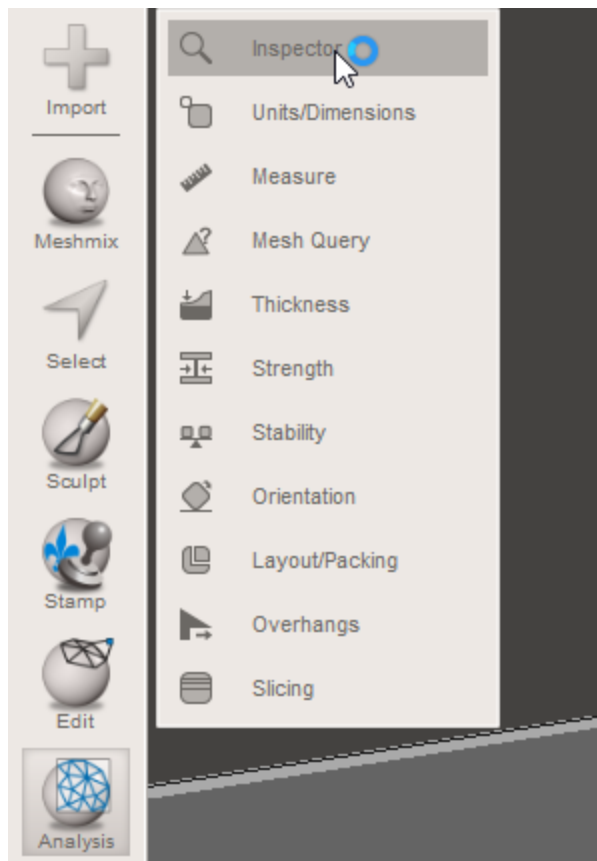 Import
Meshmix
Select
Sculpt
Stamp
Edit
Analysis
Inspector
Units/Dimensions
Measure
Mesh Query
Thickness
Strength
Stability
Orientation
Layout/Packing
Overhangs
Slicing